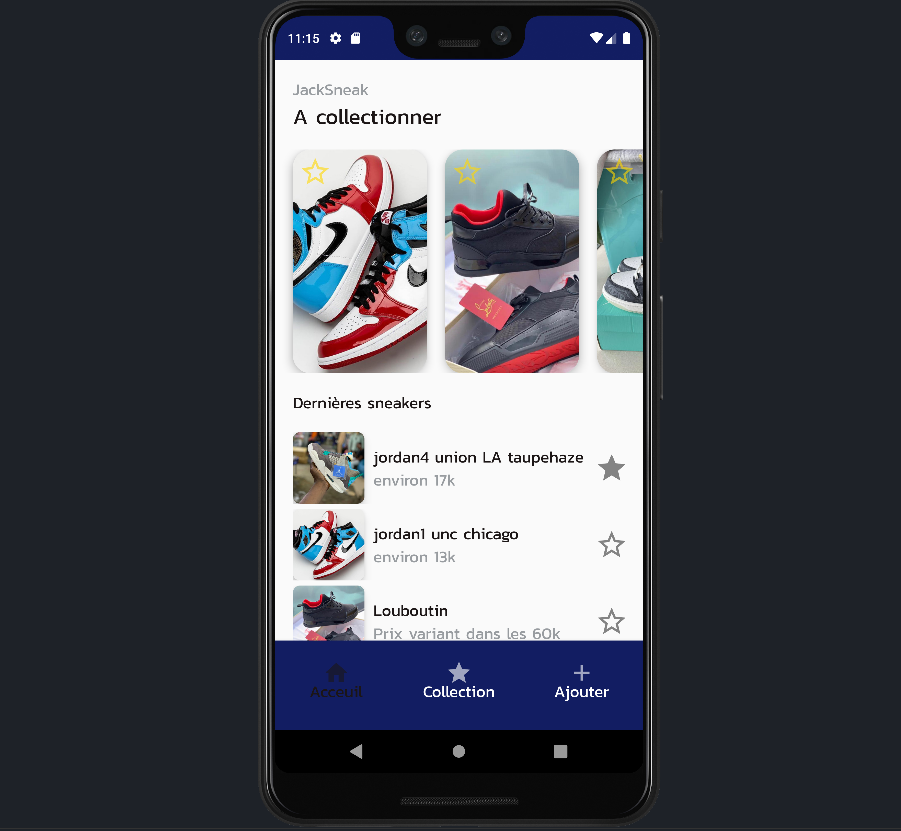 11:15
JackSneak
A collectionner
Dernières sneakers
jordan4 union LA taupehaze
environ 17k
jordan1 unc chicago
environ 13k
Louboutin
Prix variant dans les 60k
Acceuil
Collection
Ajouter